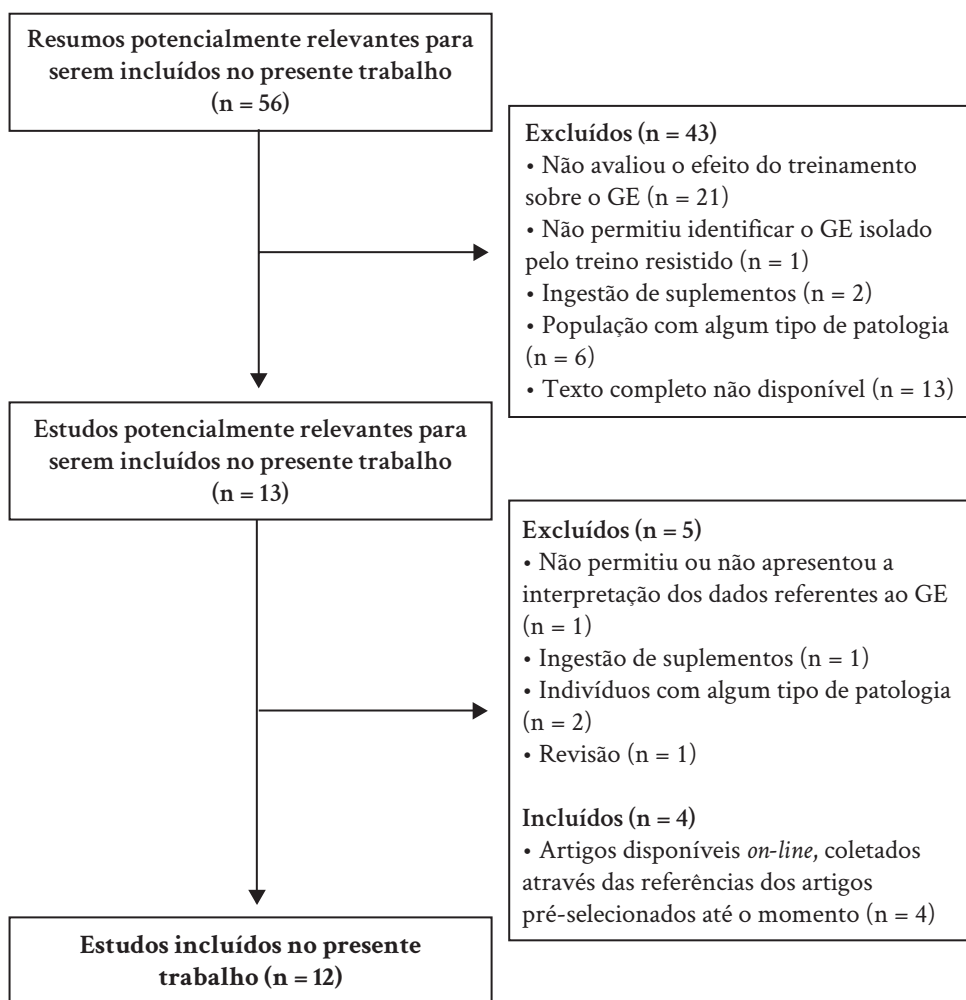 Resumos potencialmente relevantes para
serem incluídos no presente trabalho
(n = 56)
Excluídos (n = 43)
• Não avaliou o efeito do treinamento
sobre o GE (n = 21)
• Não permitiu identificar o GE isolado
pelo treino resistido (n = 1)
• Ingestão de suplementos (n = 2)
• População com algum tipo de patologia
(n = 6)
• Texto completo não disponível (n = 13)
Estudos potencialmente relevantes para
serem incluídos no presente trabalho
(n = 13)
Excluídos (n = 5)
• Não permitiu ou não apresentou a
interpretação dos dados referentes ao GE
(n = 1)
• Ingestão de suplementos (n = 1)
• Indivíduos com algum tipo de patologia
(n = 2)
• Revisão (n = 1)
Incluídos (n = 4)
• Artigos disponíveis on-line, coletados
através das referências dos artigos
pré-selecionados até o momento (n = 4)
Estudos incluídos no presente
trabalho (n = 12)